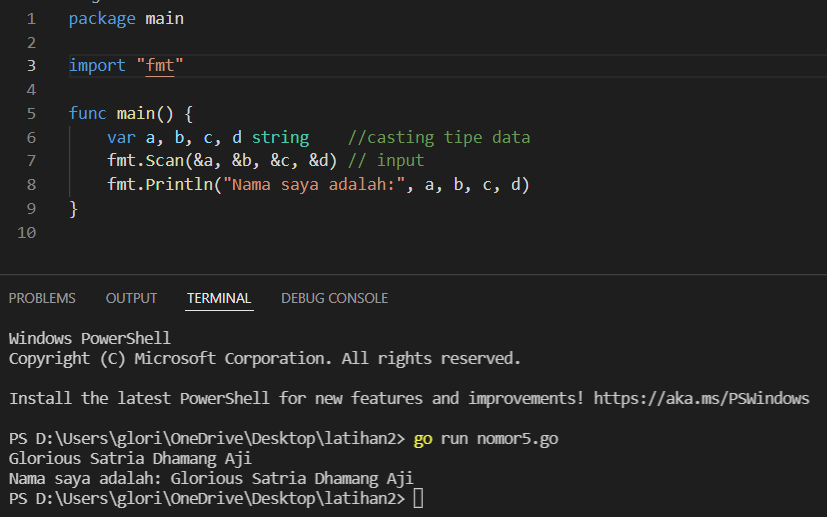 1 package main
2
3 import "fmt"
4
5 func main() {
6 var a, b, c, d string //casting tipe data
7 fmt.Scan(&a, &b, &c, &d) // input
8 fmt.Println("Nama saya adalah:", a, b, c, d)
9 }
10
PROBLEMS OUTPUT TERMINAL DEBUG CONSOLE
Windows PowerShell
Copyright (C) Microsoft Corporation. All rights reserved.
Install the latest PowerShell for new features and improvements! https://aka.ms/PSWindows
PS D:\Users\glori\OneDrive\Desktop\latihan2> go run nomor5.go
Glorious Satria Dhamang Aji
Nama saya adalah: Glorious Satria Dhamang Aji
PS D:\Users\glori\OneDrive\Desktop\latihan2>